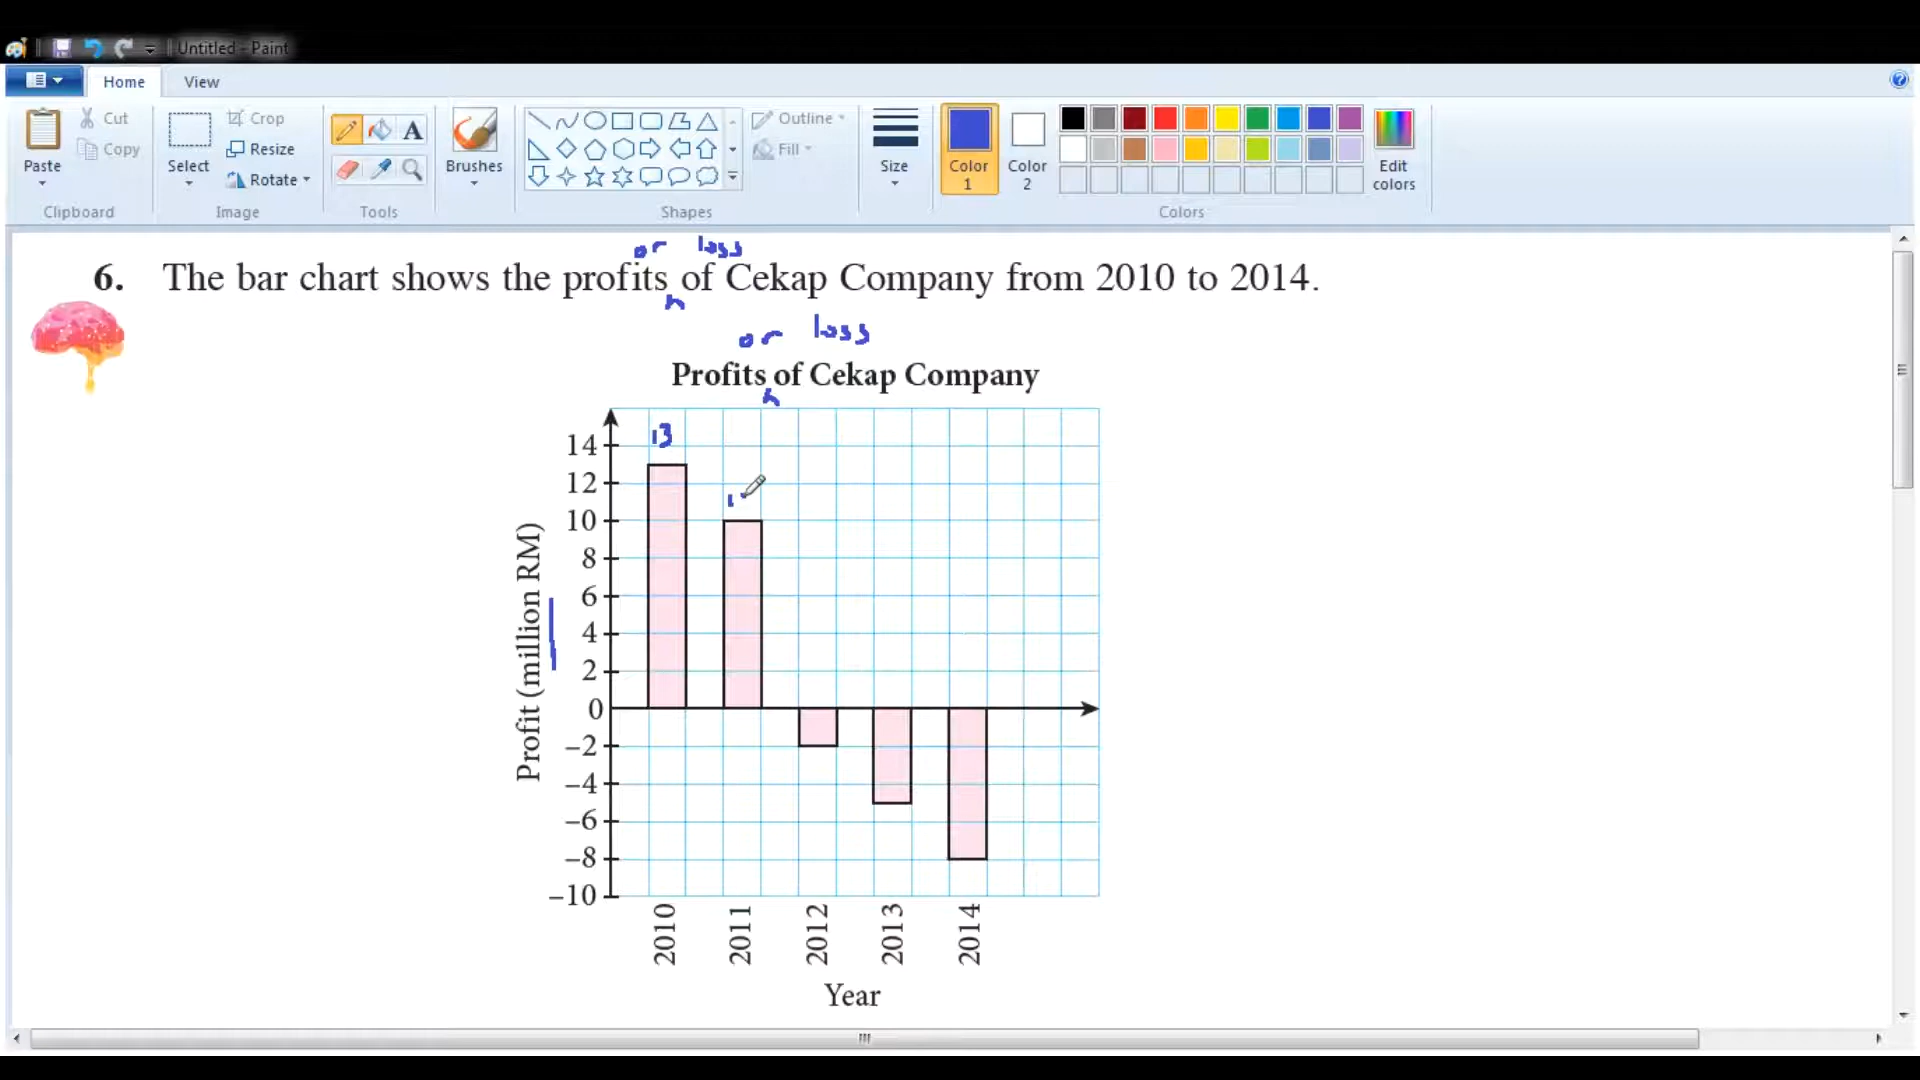 Untitled - Paint
Home View
Paste Cut Copy Select Crop Resize Rotate A Brushes Outline Fill Size Color 1 Color 2 Edit colors
Clipboard Image Tools Shapes Colors
or loss
6. The bar chart shows the profits of Cekap Company from 2010 to 2014.
or loss
Profits of Cekap Company
13
14
12
10
8
6
4
2
0
–2
–4
–6
–8
–10
Profit (million RM)
2010 2011 2012 2013 2014
Year